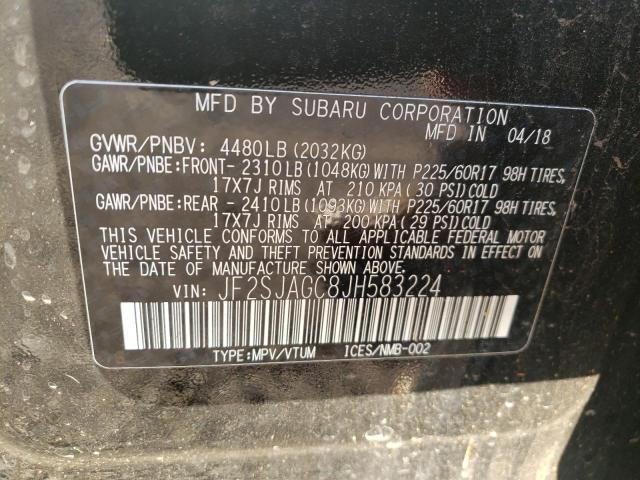 MFD BY SUBARU CORPORATION
MFD IN 04/18
GVWR/PNBV: 4480LB (2032KG)
GAWR/PNBE:FRONT- 2310LB (1048KG) WITH P225/60R17 98H TIRES,
17X7J RIMS AT 210 KPA (30 PSI) COLD
GAWR/PNBE:REAR - 2410LB (1093KG) WITH P225/60R17 98H TIRES,
17X7J RIMS AT 200 KPA (29 PSI) COLD
THIS VEHICLE CONFORMS TO ALL APPLICABLE FEDERAL MOTOR
VEHICLE SAFETY AND THEFT PREVENTION STANDARDS IN EFFECT ON
THE DATE OF MANUFACTURE SHOWN ABOVE.
VIN: JF2SJAGC8JH583224
TYPE:MPV/VTUM ICES/NMB-002